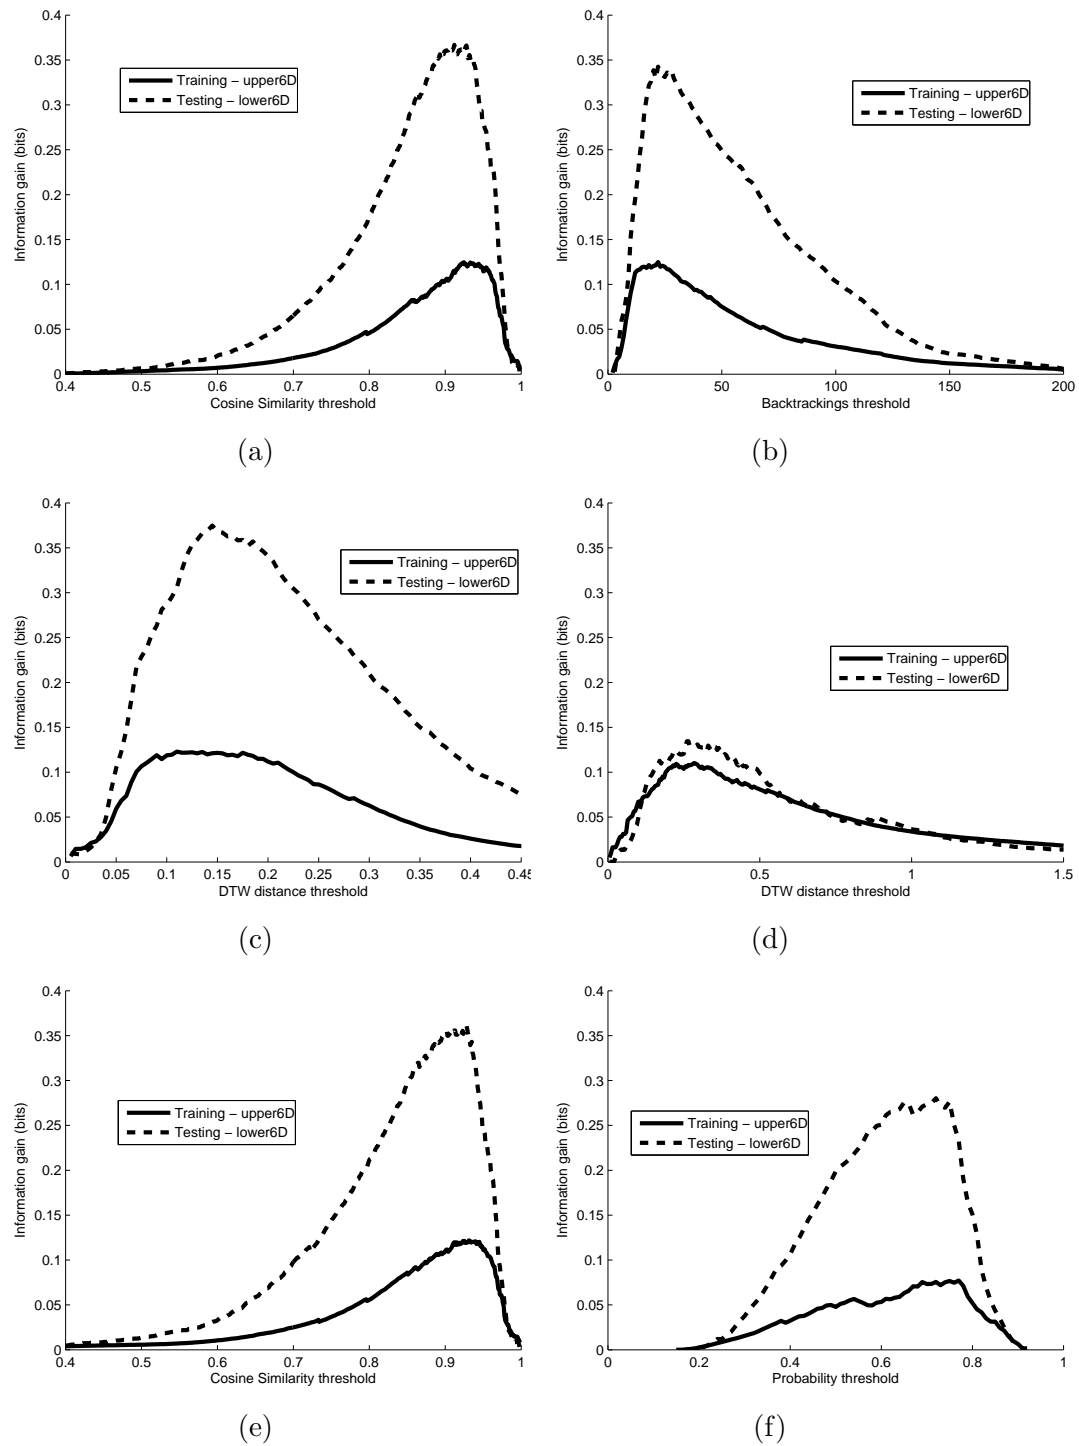 0.4
0.35
0.3
0.25
0.2
0.15
0.1
0.05
0
Information gain (bits)
Training – upper6D
Testing – lower6D
0.4 0.5 0.6 0.7 0.8 0.9 1
Cosine Similarity threshold
(a)
0.4
0.35
0.3
0.25
0.2
0.15
0.1
0.05
0
Information gain (bits)
Training – upper6D
Testing – lower6D
0 50 100 150 200
Backtrackings threshold
(b)
0.4
0.35
0.3
0.25
0.2
0.15
0.1
0.05
0
Information gain (bits)
Training – upper6D
Testing – lower6D
0 0.05 0.1 0.15 0.2 0.25 0.3 0.35 0.4 0.45
DTW distance threshold
(c)
0.4
0.35
0.3
0.25
0.2
0.15
0.1
0.05
0
Information gain (bits)
Training – upper6D
Testing – lower6D
0 0.5 1 1.5
DTW distance threshold
(d)
0.4
0.35
0.3
0.25
0.2
0.15
0.1
0.05
0
Information gain (bits)
Training – upper6D
Testing – lower6D
0.4 0.5 0.6 0.7 0.8 0.9 1
Cosine Similarity threshold
(e)
0.4
0.35
0.3
0.25
0.2
0.15
0.1
0.05
0
Information gain (bits)
Training – upper6D
Testing – lower6D
0 0.2 0.4 0.6 0.8 1
Probability threshold
(f)